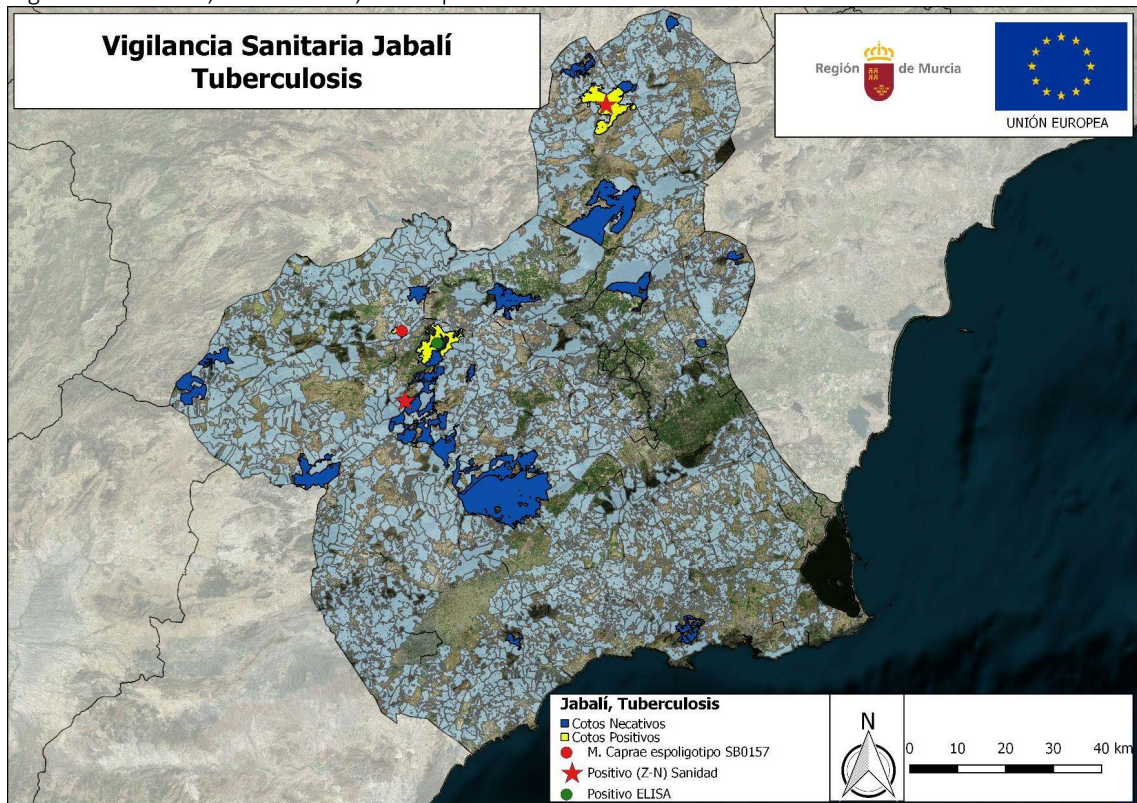 Vigilancia Sanitaria Jabalí
Tuberculosis
Región de Murcia
UNIÓN EUROPEA
Jabalí, Tuberculosis
Cotos Negativos
Cotos Positivos
M. Caprae espoligotipo SB0157
Positivo (Z-N) Sanidad
Positivo ELISA
N
0 10 20 30 40 km